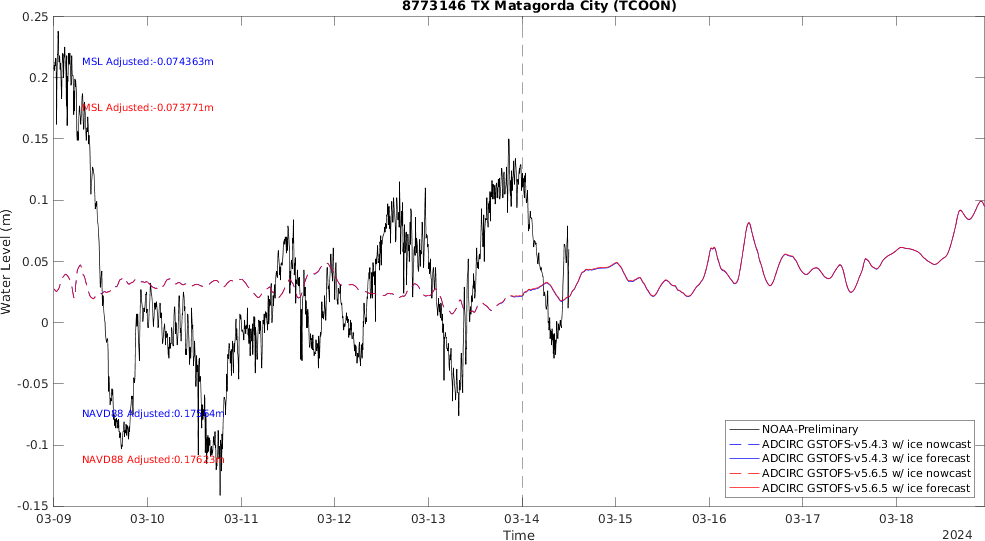 8773146 TX Matagorda City (TCOON)
0.25
0.2
0.15
0.1
0.05
0
-0.05
-0.1
-0.15
Water Level (m)
MSL Adjusted:-0.074363m
MSL Adjusted:-0.073771m
NAVD88 Adjusted:0.17564m
NAVD88 Adjusted:0.17623m
NOAA-Preliminary
ADCIRC GSTOFS-v5.4.3 w/ ice nowcast
ADCIRC GSTOFS-v5.4.3 w/ ice forecast
ADCIRC GSTOFS-v5.6.5 w/ ice nowcast
ADCIRC GSTOFS-v5.6.5 w/ ice forecast
03-09 03-10 03-11 03-12 03-13 03-14 03-15 03-16 03-17 03-18
Time
2024